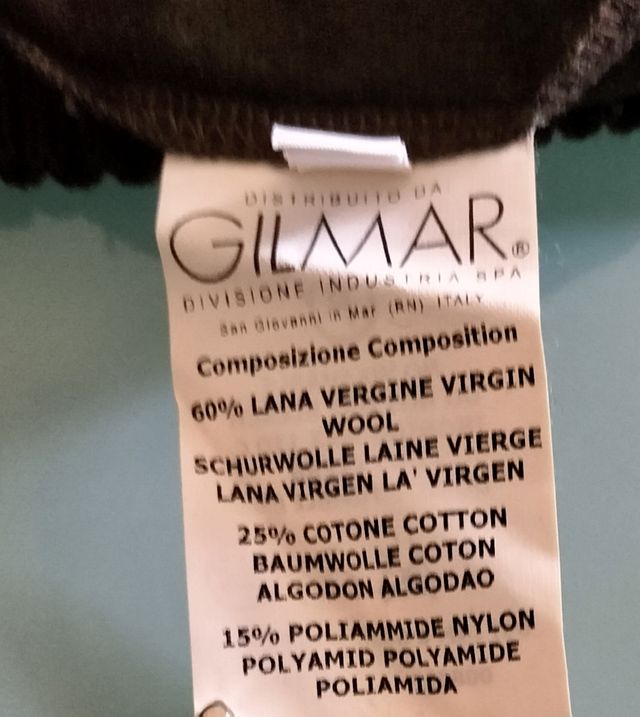 DISTRIBUITO DA
GILMAR®
DIVISIONE INDUSTRIA SPA
San Giovanni in Mar (RN) ITALY
Composizione Composition
60% LANA VERGINE VIRGIN
WOOL
SCHURWOLLE LAINE VIERGE
LANA VIRGEN LA' VIRGEN
25% COTONE COTTON
BAUMWOLLE COTON
ALGODON ALGODAO
15% POLIAMMIDE NYLON
POLYAMID POLYAMIDE
POLIAMIDA